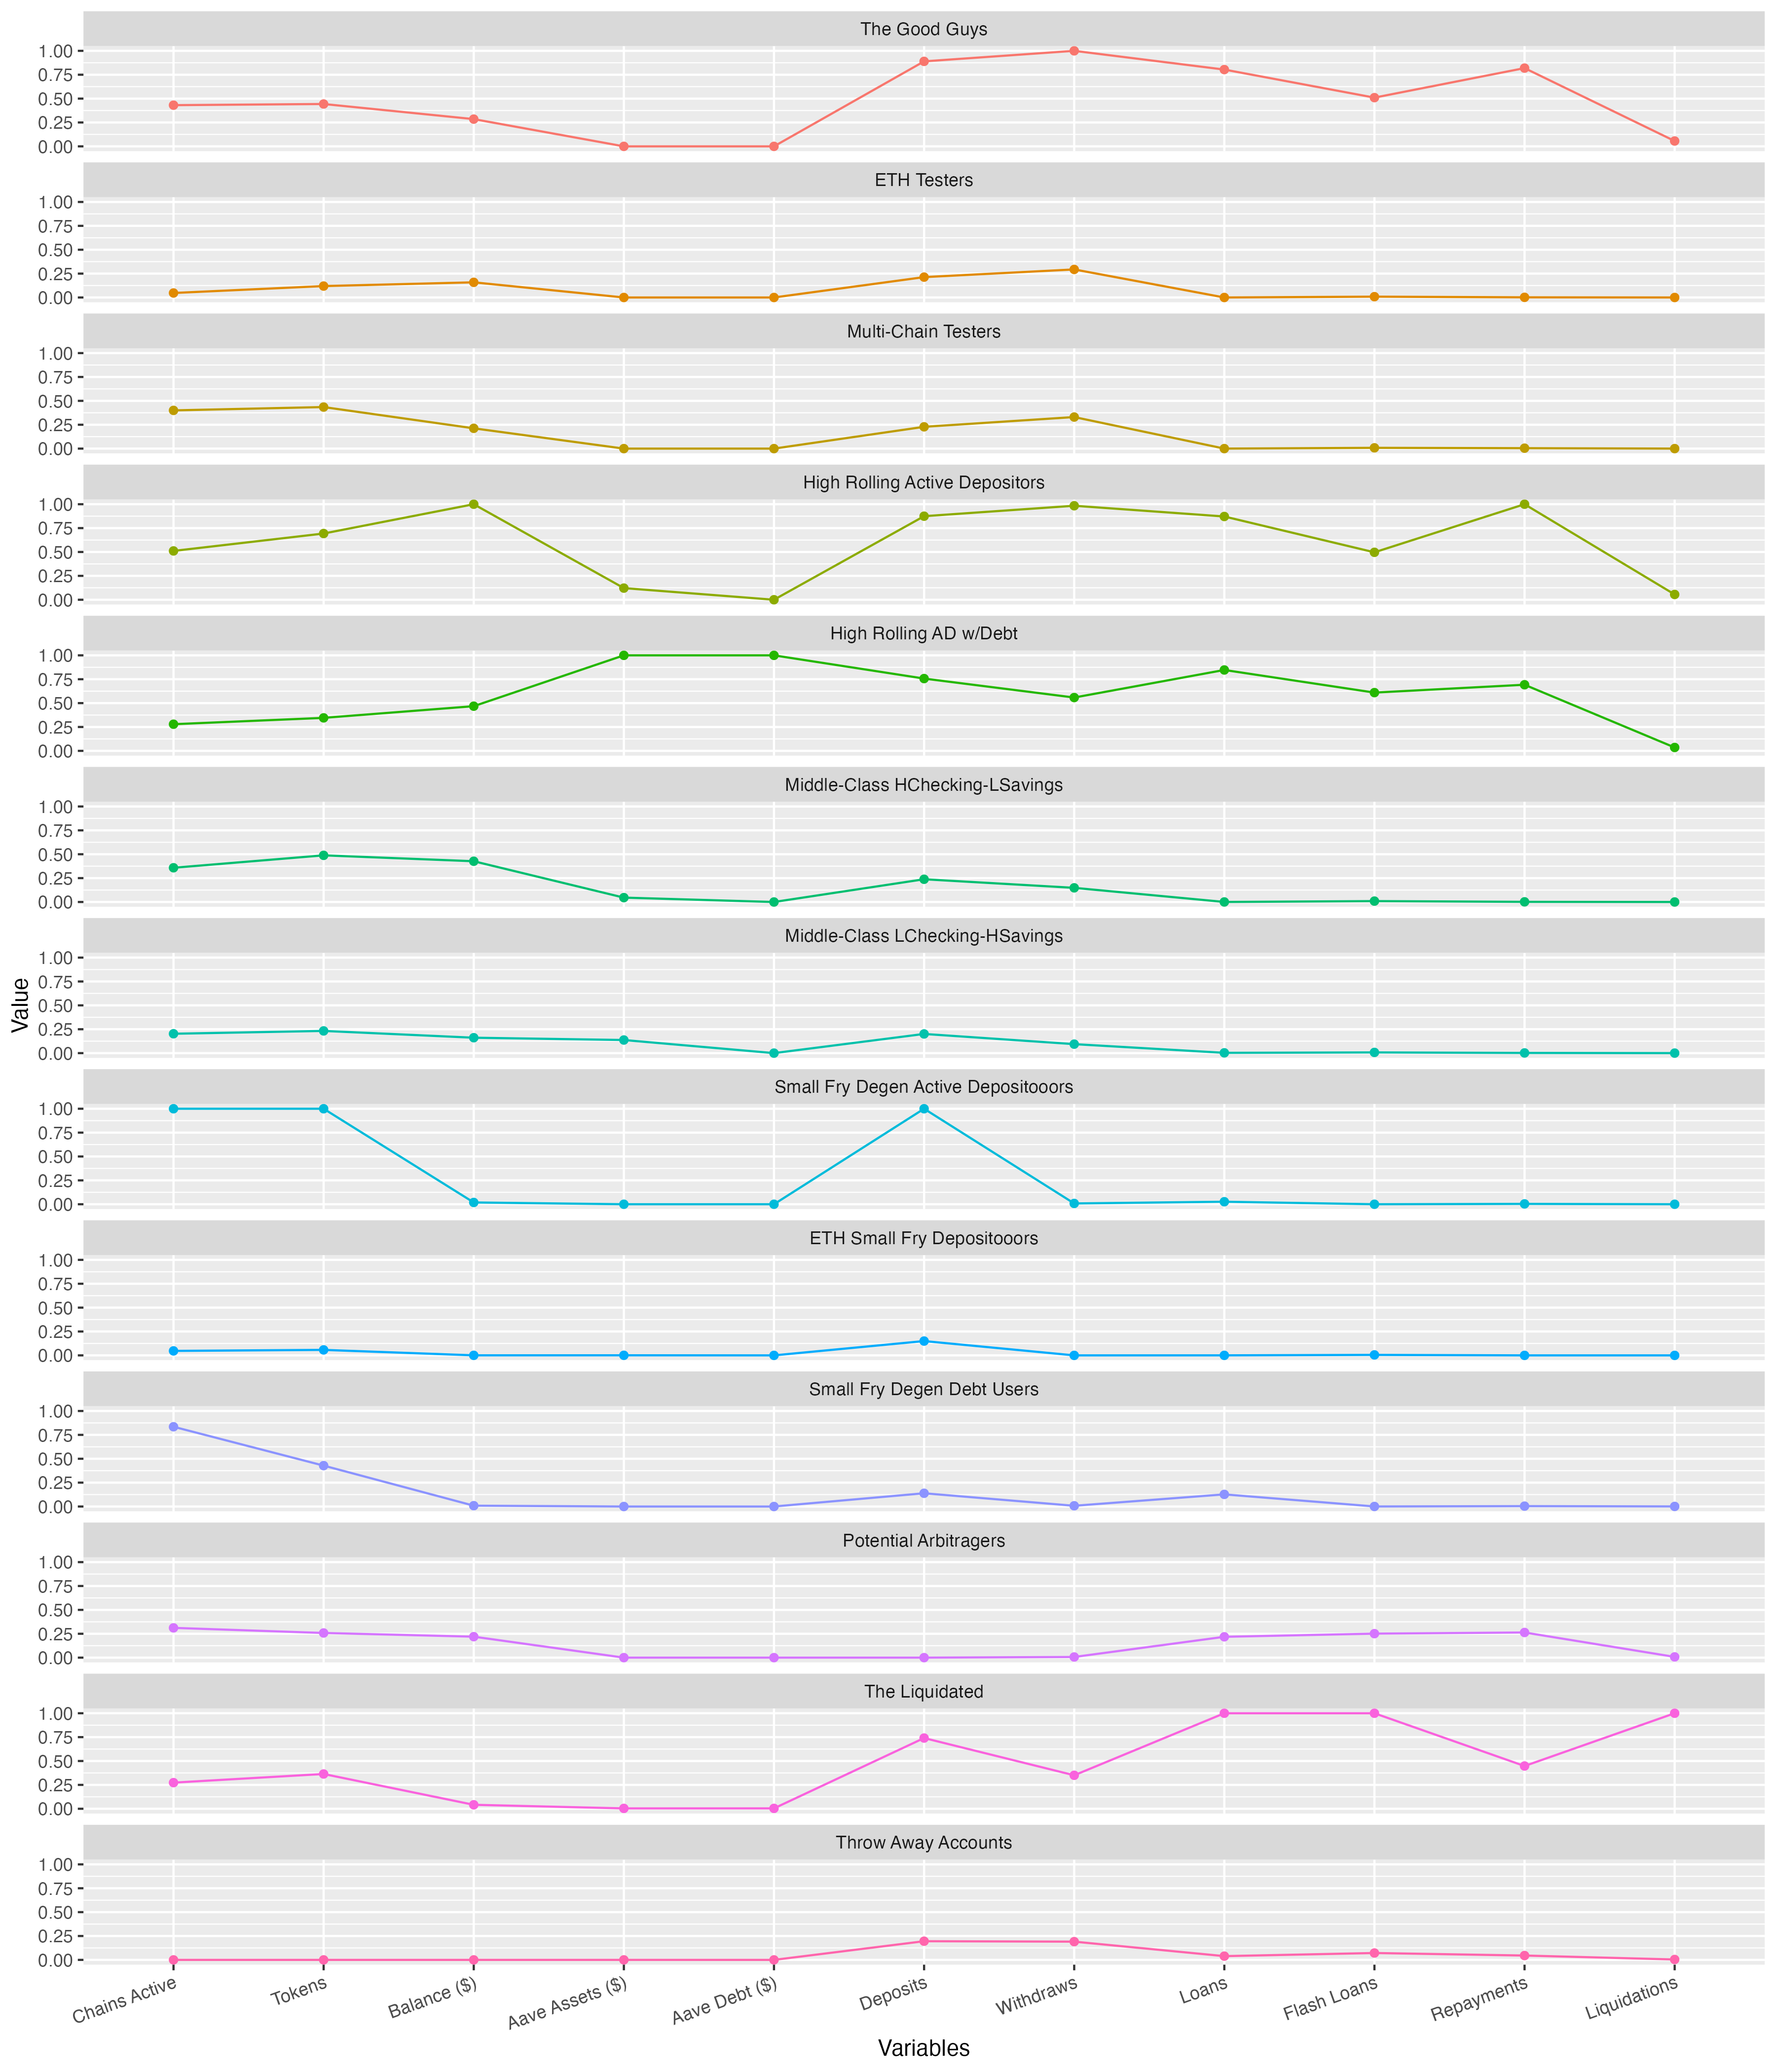 The Good Guys
1.00
0.75
0.50
0.25
0.00
ETH Testers
1.00
0.75
0.50
0.25
0.00
Multi-Chain Testers
1.00
0.75
0.50
0.25
0.00
High Rolling Active Depositors
1.00
0.75
0.50
0.25
0.00
High Rolling AD w/Debt
1.00
0.75
0.50
0.25
0.00
Middle-Class HChecking-LSavings
1.00
0.75
0.50
0.25
0.00
Middle-Class LChecking-HSavings
1.00
0.75
0.50
0.25
0.00
Value
Small Fry Degen Active Depositooors
1.00
0.75
0.50
0.25
0.00
ETH Small Fry Depositooors
1.00
0.75
0.50
0.25
0.00
Small Fry Degen Debt Users
1.00
0.75
0.50
0.25
0.00
Potential Arbitragers
1.00
0.75
0.50
0.25
0.00
The Liquidated
1.00
0.75
0.50
0.25
0.00
Throw Away Accounts
1.00
0.75
0.50
0.25
0.00
Chains Active
Tokens
Balance ($)
Aave Assets ($)
Aave Debt ($)
Deposits
Withdraws
Loans
Flash Loans
Repayments
Liquidations
Variables